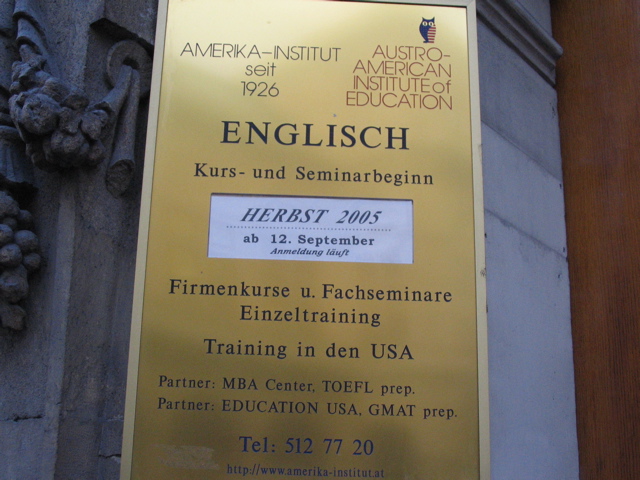 AMERIKA-INSTITUT
seit
1926
AUSTRO-
AMERICAN
INSTITUTE of
EDUCATION
ENGLISCH
Kurs- und Seminarbeginn
HERBST 2005
ab 12. September
Anmeldung läuft
Firmenkurse u. Fachseminare
Einzeltraining
Training in den USA
Partner: MBA Center, TOEFL prep.
Partner: EDUCATION USA, GMAT prep.
Tel: 512 77 20
http://www.amerika-institut.at